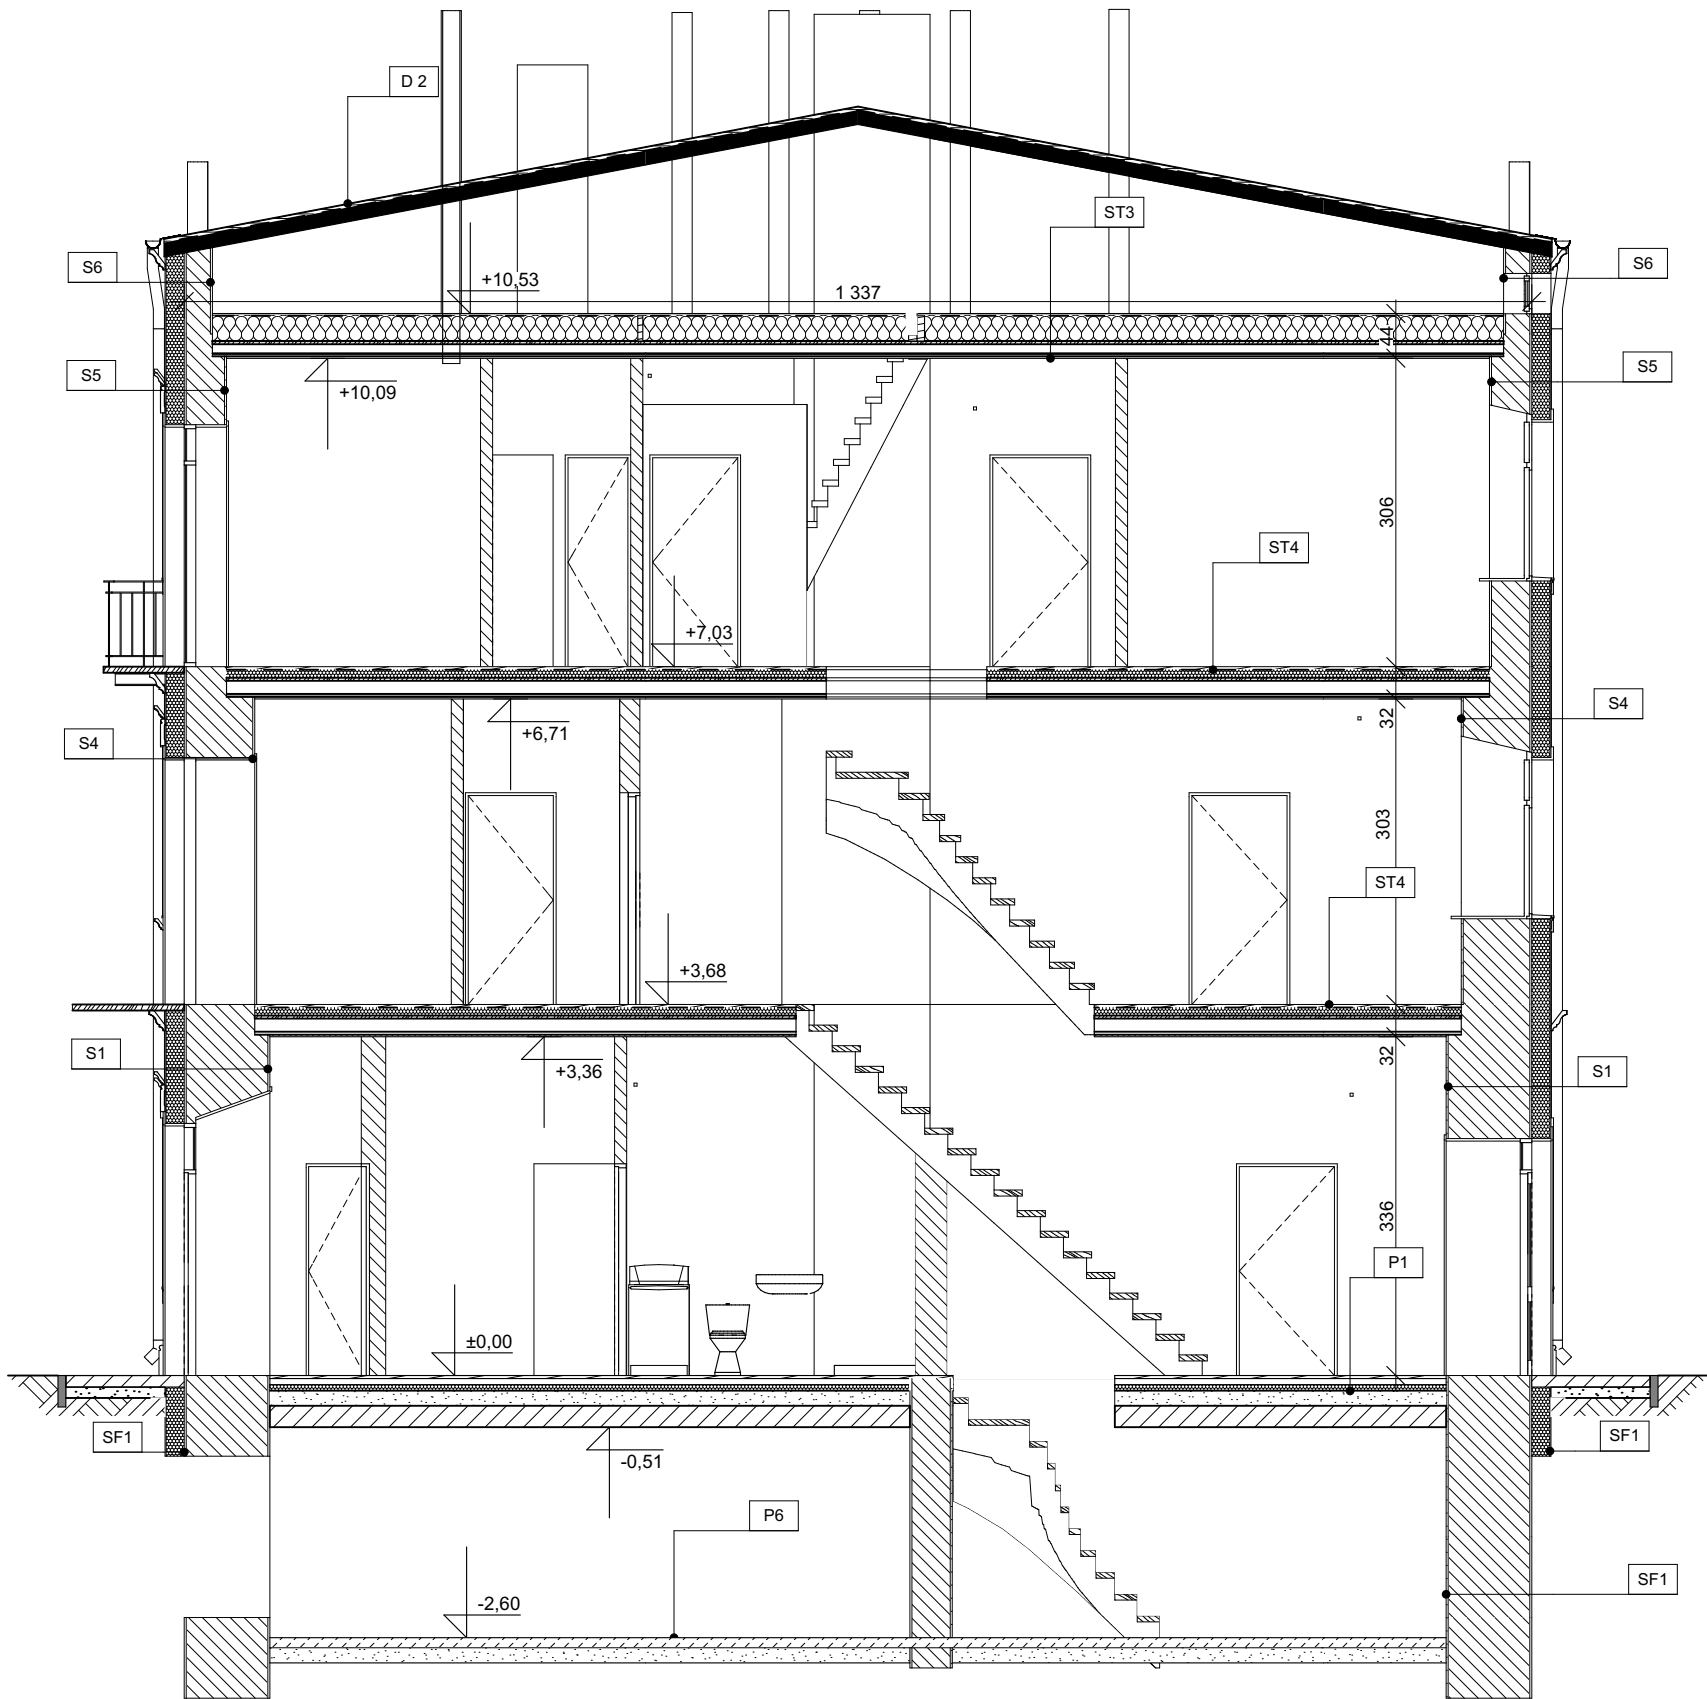 D 2
ST3
S6
+10,53
1 337
S6
44
S5
+10,09
S5
306
ST4
+7,03
S4
+6,71
32
S4
303
ST4
+3,68
S1
+3,36
32
S1
336
P1
±0,00
SF1
-0,51
SF1
P6
-2,60
SF1